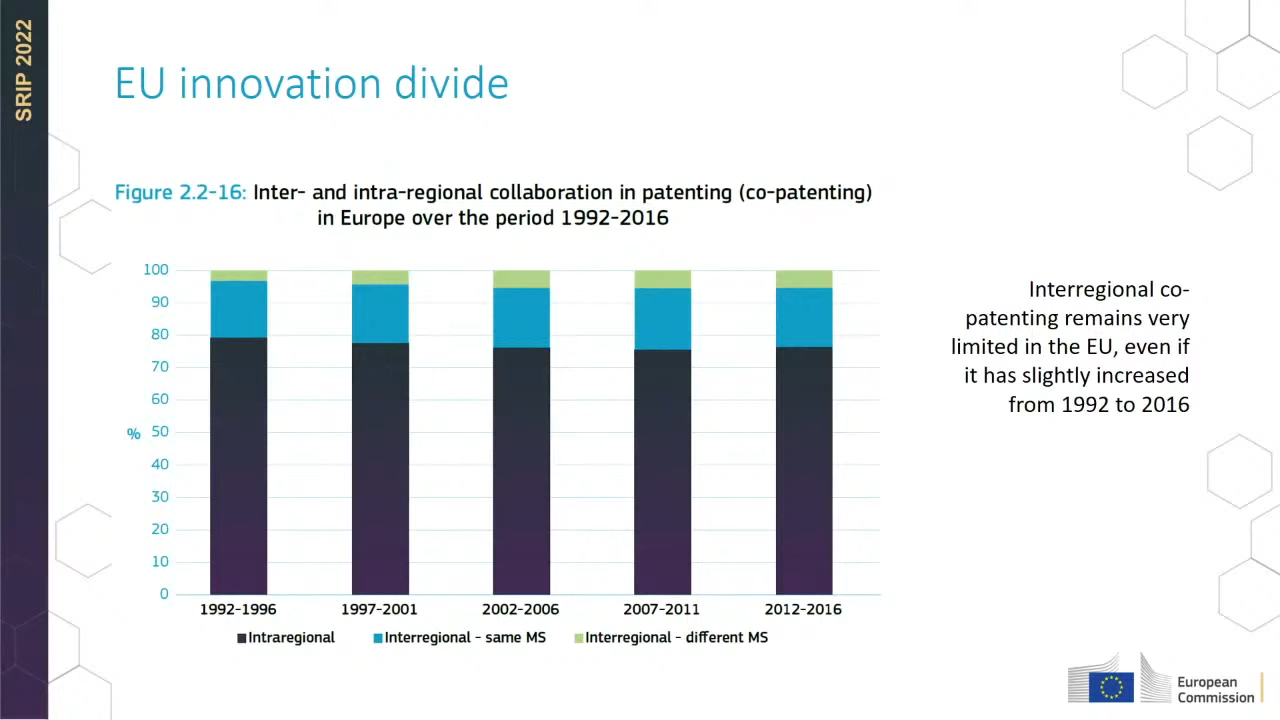 SRIP 2022
EU innovation divide
Figure 2.2-16: Inter- and intra-regional collaboration in patenting (co-patenting)
in Europe over the period 1992-2016
100
90
80
70
60
% 50
40
30
20
10
0
1992-1996 1997-2001 2002-2006 2007-2011 2012-2016
Intraregional Interregional - same MS Interregional - different MS
Interregional co-
patenting remains very
limited in the EU, even if
it has slightly increased
from 1992 to 2016
European
Commission